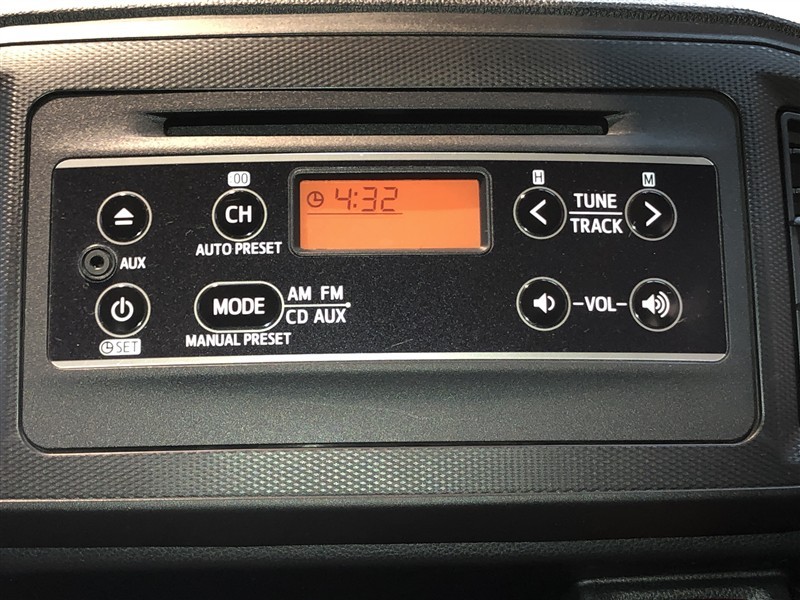 :00
CH
AUTO PRESET
4:32
H
M
TUNE
TRACK
AUX
MODE
AM FM
CD AUX
MANUAL PRESET
SET
-VOL-